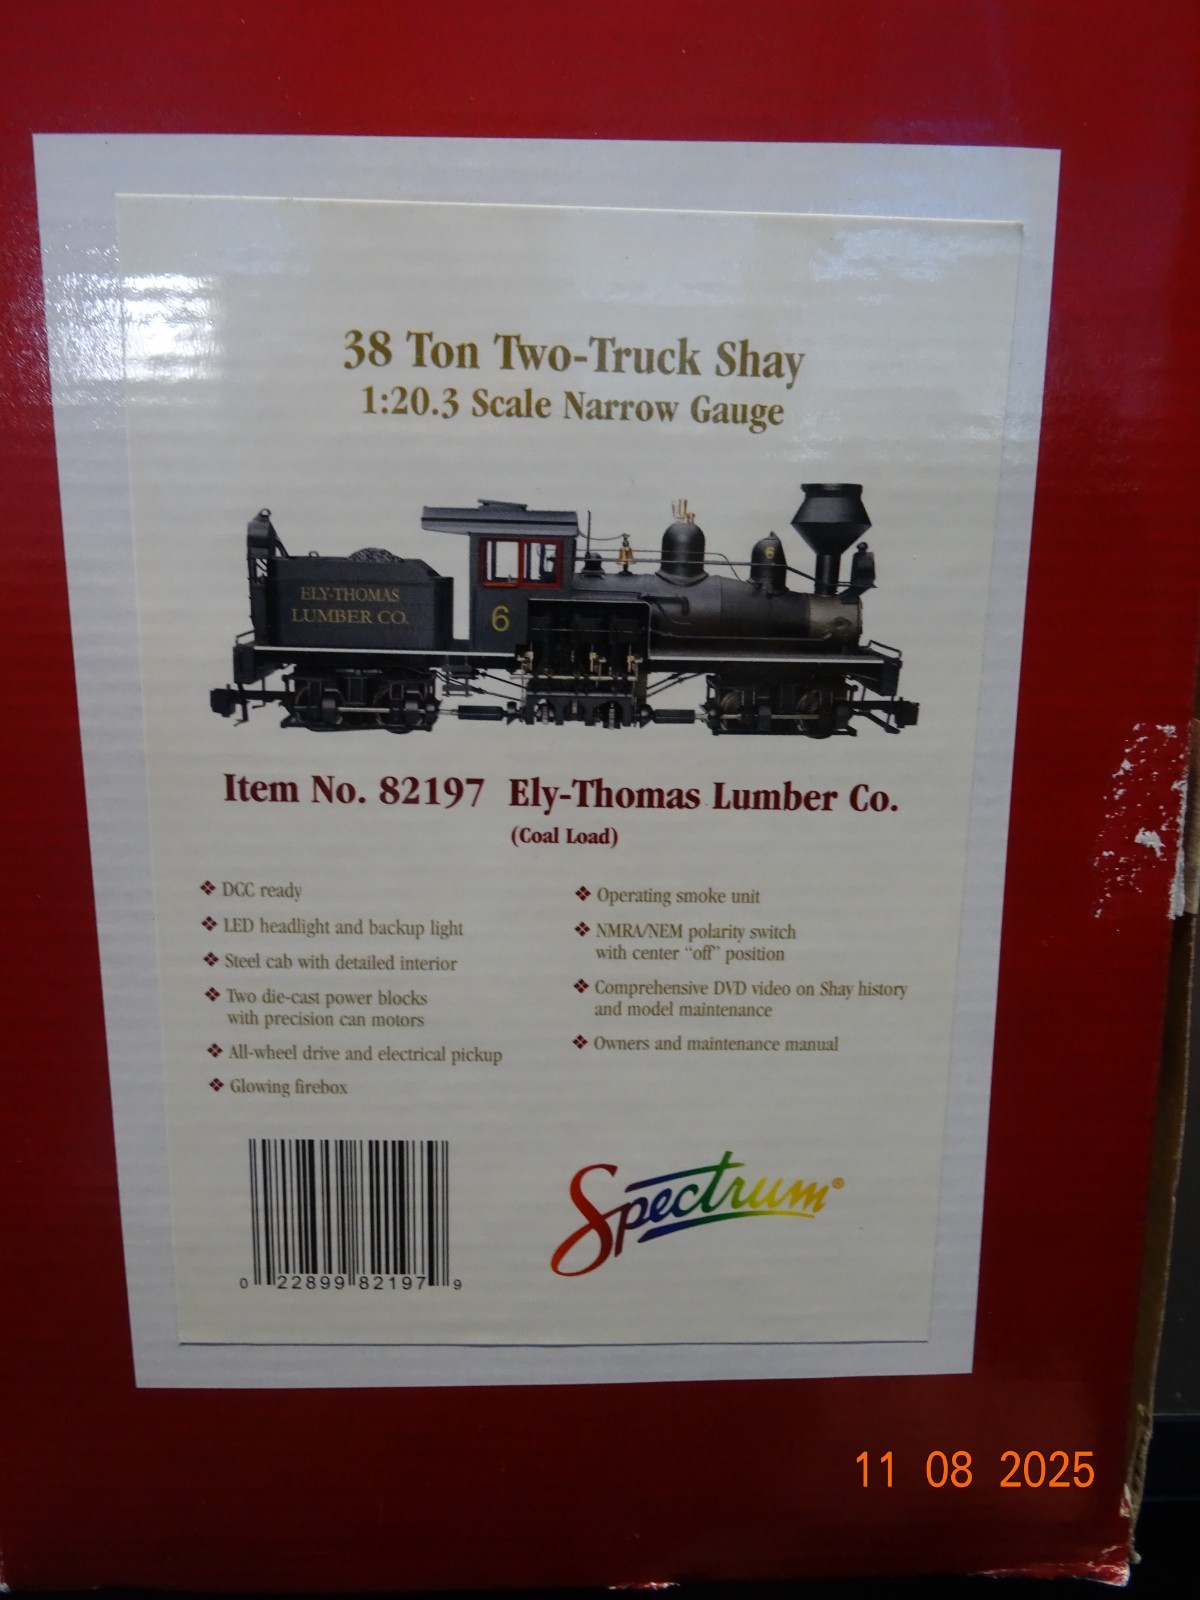 38 Ton Two-Truck Shay
1:20.3 Scale Narrow Gauge
ELY-THOMAS
LUMBER CO.
6
6
Item No. 82197 Ely-Thomas Lumber Co.
(Coal Load)
❖ DCC ready
❖ LED headlight and backup light
❖ Steel cab with detailed interior
❖ Two die-cast power blocks
with precision can motors
❖ All-wheel drive and electrical pickup
❖ Glowing firebox
❖ Operating smoke unit
❖ NMRA/NEM polarity switch
with center "off" position
❖ Comprehensive DVD video on Shay history
and model maintenance
❖ Owners and maintenance manual
0 22899 82197 9
Spectrum®
11 08 2025